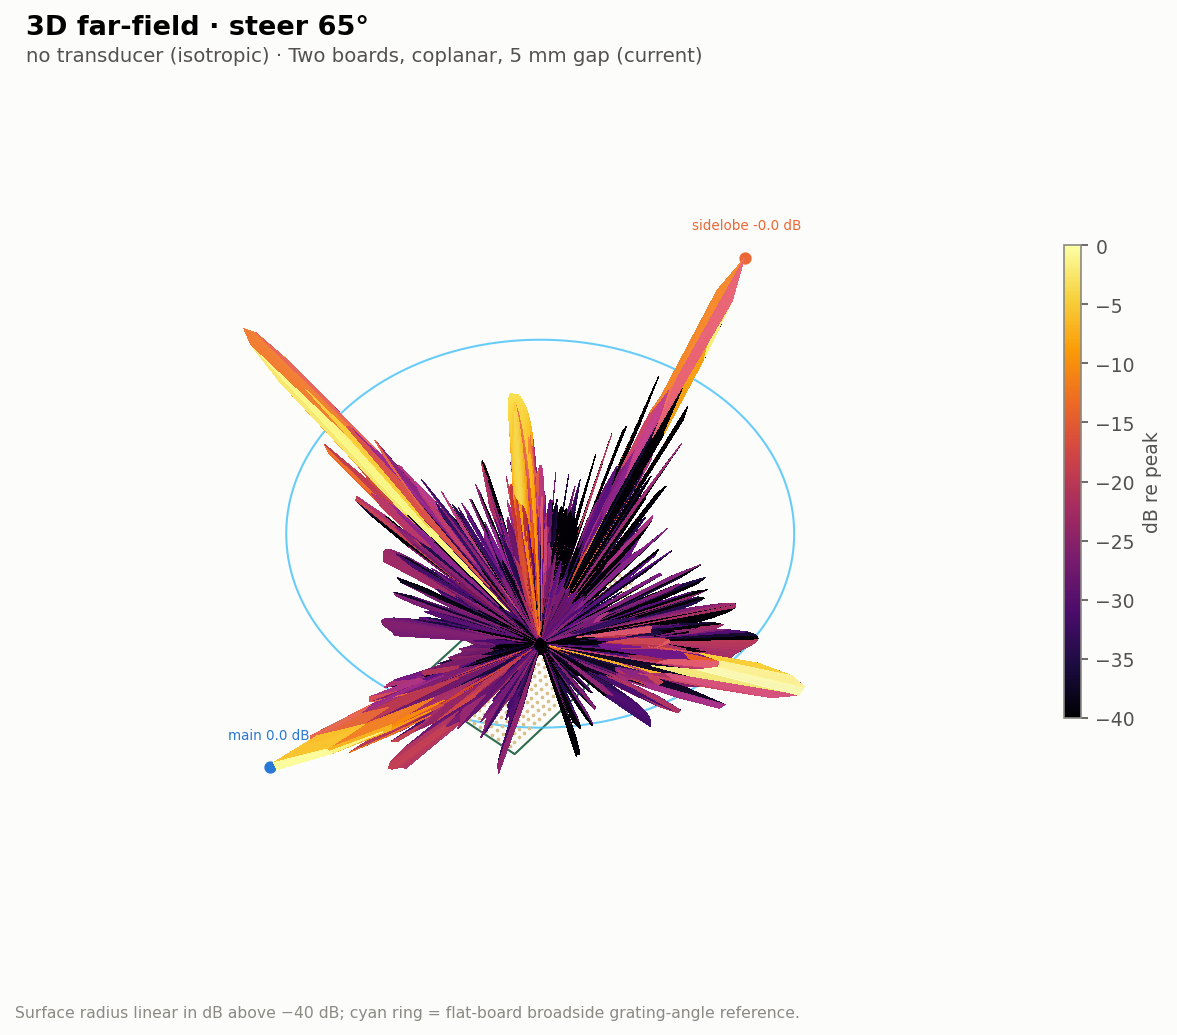 3D far-field · steer 65°
no transducer (isotropic) · Two boards, coplanar, 5 mm gap (current)
sidelobe -0.0 dB
main 0.0 dB
0
−5
−10
−15
−20
−25
−30
−35
−40
dB re peak
Surface radius linear in dB above −40 dB; cyan ring = flat-board broadside grating-angle reference.